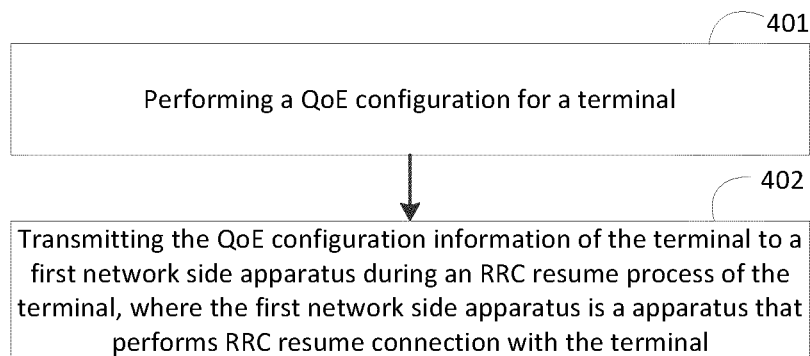 401
Performing a QoE configuration for a terminal
402
Transmitting the QoE configuration information of the terminal to a
first network side apparatus during an RRC resume process of the
terminal, where the first network side apparatus is a apparatus that
performs RRC resume connection with the terminal